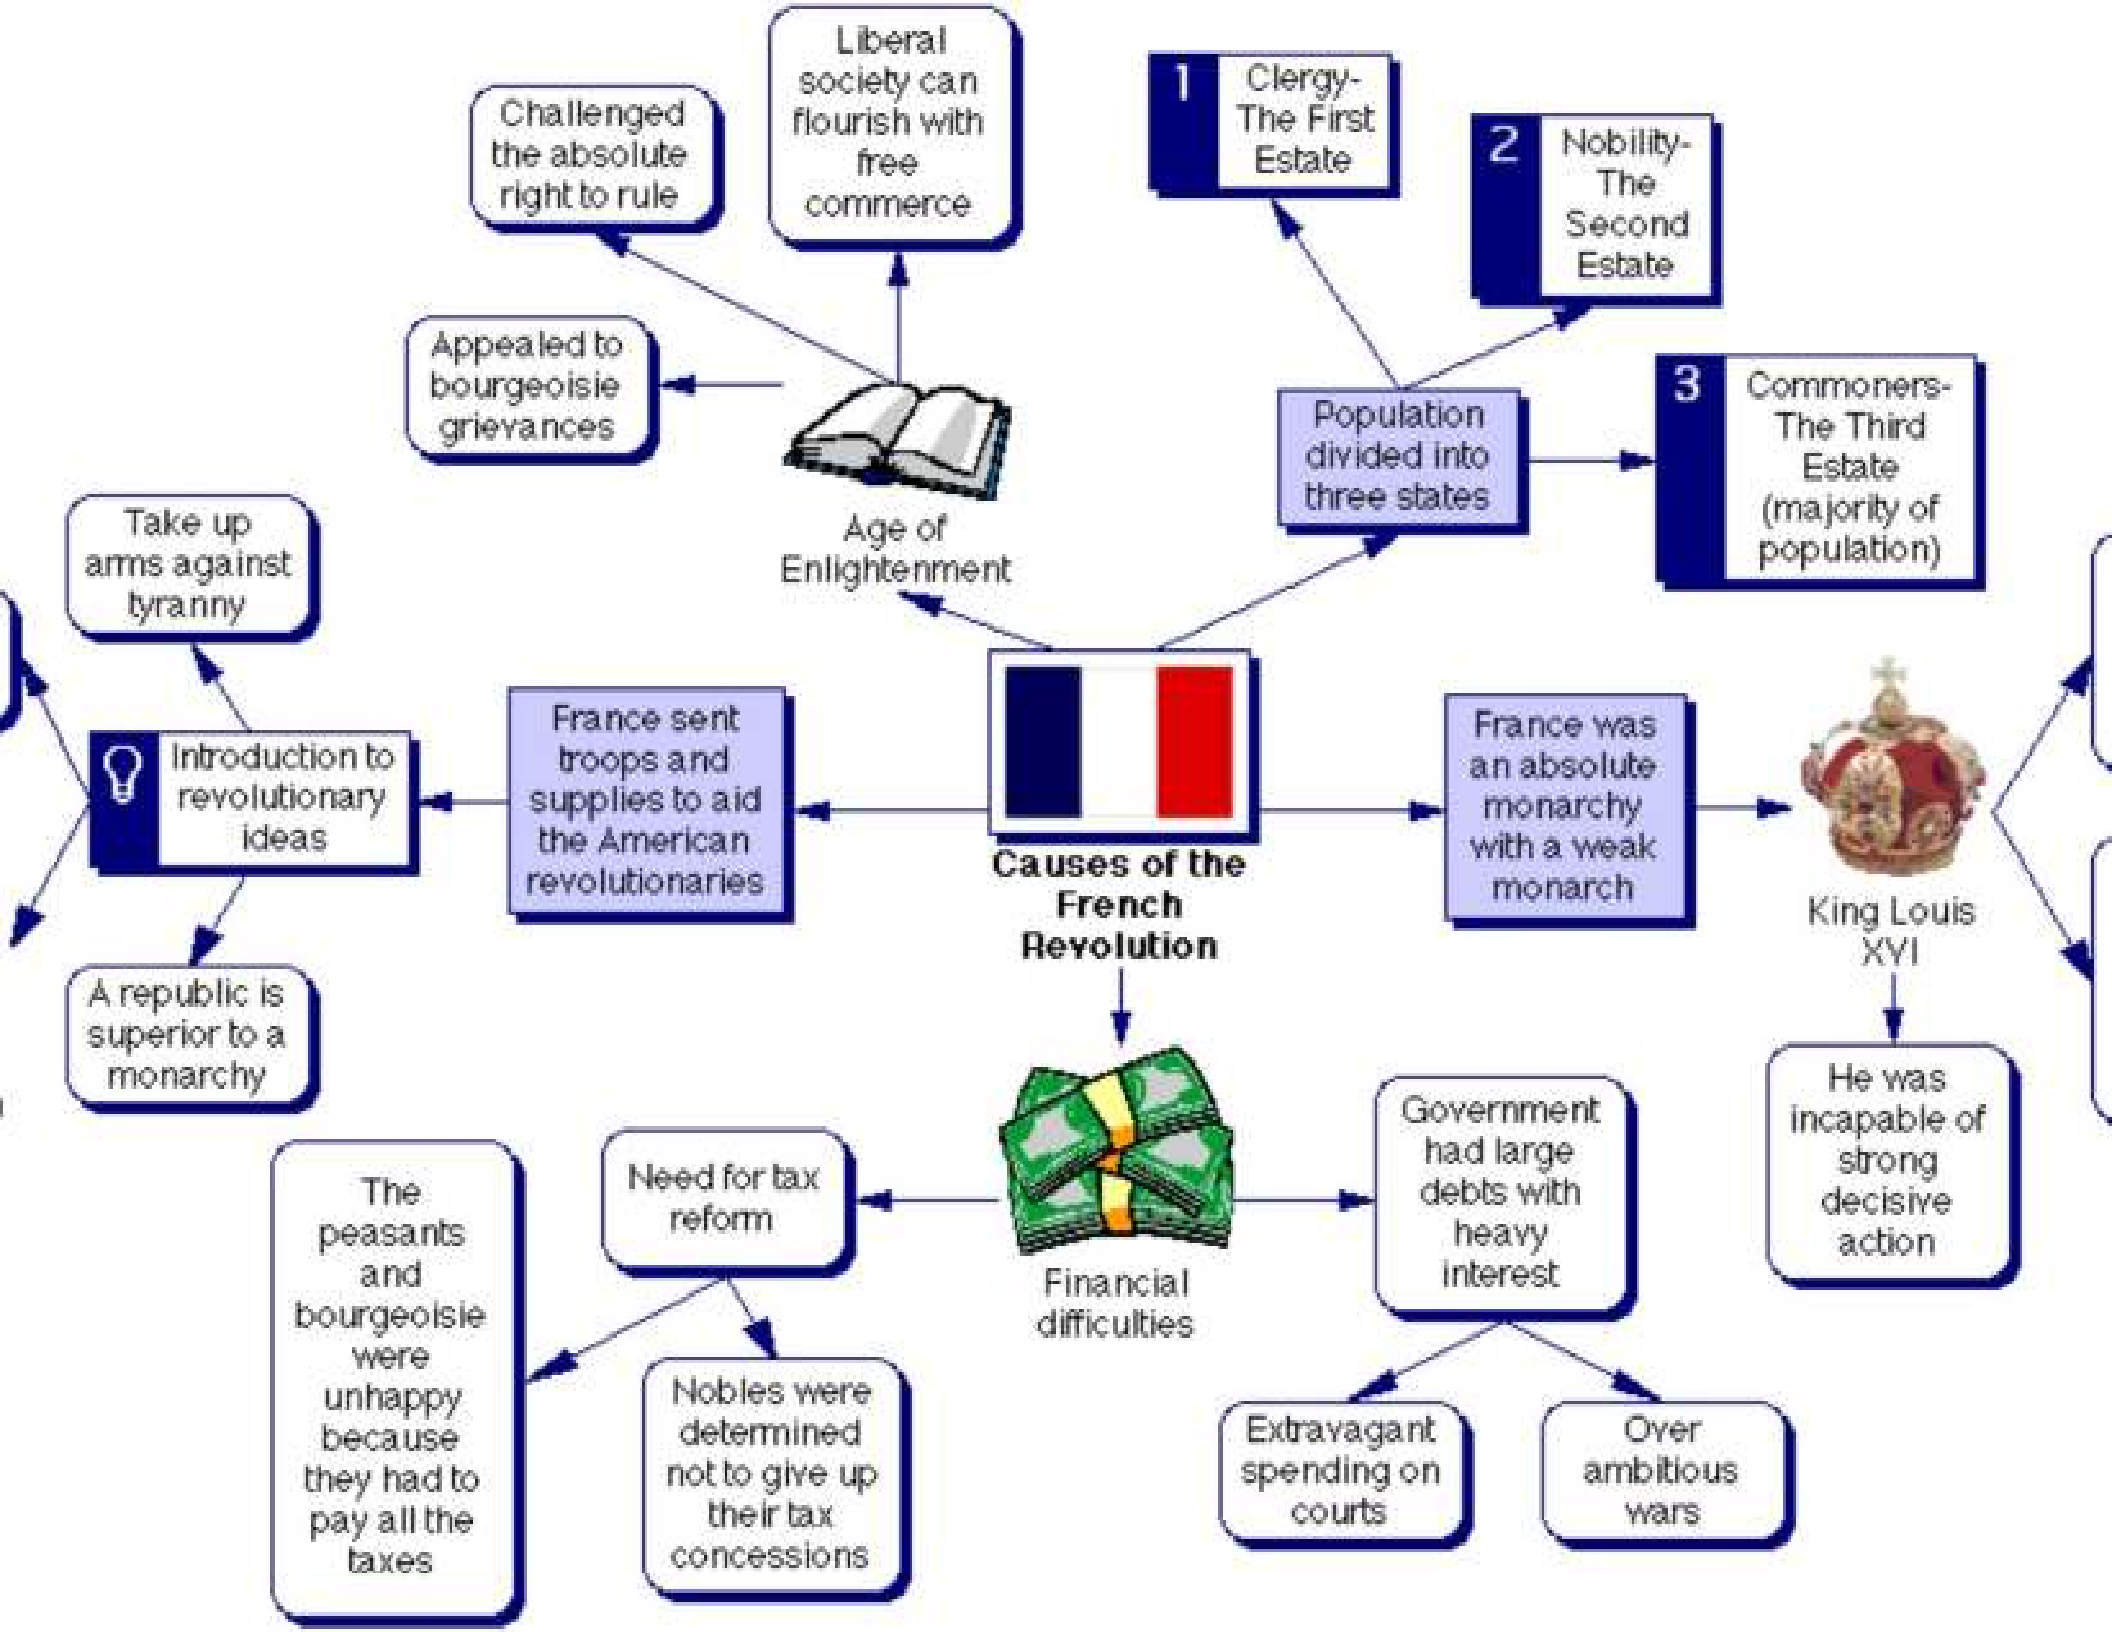 Liberal
society can
flourish with
free
commerce
Challenged
the absolute
right to rule
Appealed to
bourgeoisie
grievances
Age of
Enlightenment
1
Clergy-
The First
Estate
2
Nobility-
The
Second
Estate
3
Commoners-
The Third
Estate
(majority of
population)
Population
divided into
three states
Take up
arms against
tyranny
Introduction to
revolutionary
ideas
A republic is
superior to a
monarchy
France sent
troops and
supplies to aid
the American
revolutionaries
Causes of the
French
Revolution
France was
an absolute
monarchy
with a weak
monarch
King Louis
XVI
He was
incapable of
strong
decisive
action
Financial
difficulties
Need for tax
reform
The
peasants
and
bourgeoisie
were
unhappy
because
they had to
pay all the
taxes
Nobles were
determined
not to give up
their tax
concessions
Government
had large
debts with
heavy
interest
Extravagant
spending on
courts
Over
ambitious
wars